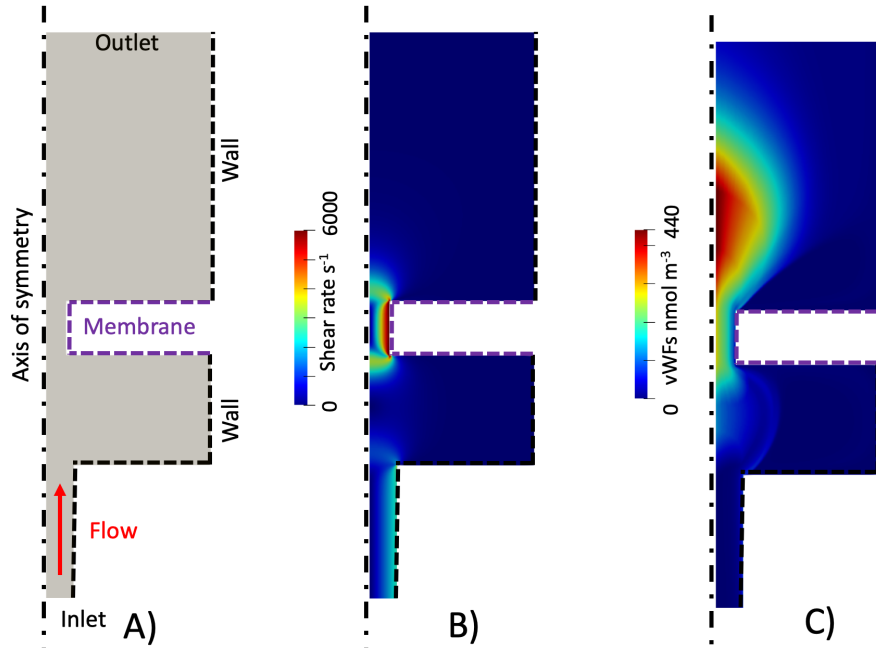 Outlet
Wall
Axis of symmetry
Membrane
Wall
Flow
Inlet
A)
0 Shear rate s⁻¹ 6000
B)
0 vWFs nmol m⁻³ 440
C)